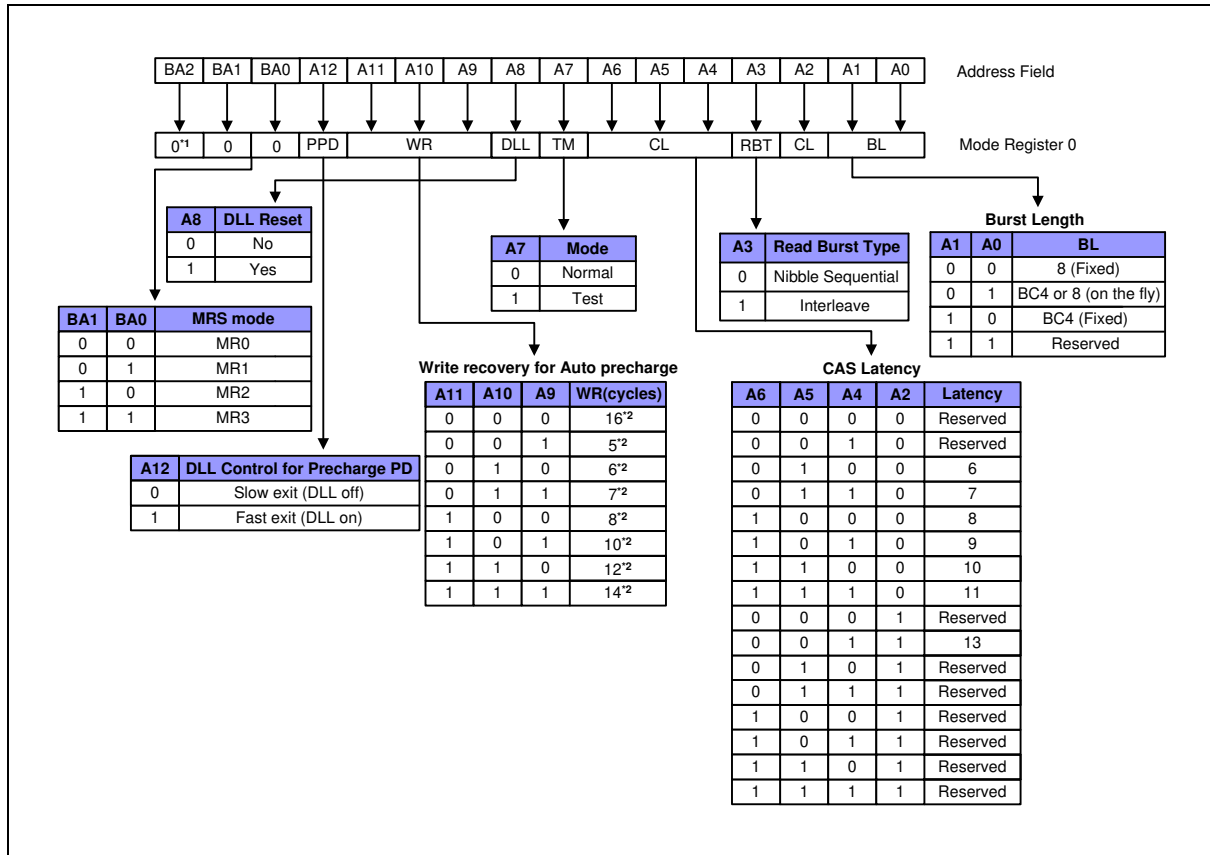 BA2 BA1 BA0 A12 A11 A10 A9 A8 A7 A6 A5 A4 A3 A2 A1 A0 Address Field
0*1 0 0 PPD WR DLL TM CL RBT CL BL Mode Register 0
A8 DLL Reset
0 No
1 Yes
A7 Mode
0 Normal
1 Test
A3 Read Burst Type
0 Nibble Sequential
1 Interleave
Burst Length
A1 A0 BL
0 0 8 (Fixed)
0 1 BC4 or 8 (on the fly)
1 0 BC4 (Fixed)
1 1 Reserved
BA1 BA0 MRS mode
0 0 MR0
0 1 MR1
1 0 MR2
1 1 MR3
A12 DLL Control for Precharge PD
0 Slow exit (DLL off)
1 Fast exit (DLL on)
Write recovery for Auto precharge
A11 A10 A9 WR(cycles)
0 0 0 16*2
0 0 1 5*2
0 1 0 6*2
0 1 1 7*2
1 0 0 8*2
1 0 1 10*2
1 1 0 12*2
1 1 1 14*2
CAS Latency
A6 A5 A4 A2 Latency
0 0 0 0 Reserved
0 0 1 0 Reserved
0 1 0 0 6
0 1 1 0 7
1 0 0 0 8
1 0 1 0 9
1 1 0 0 10
1 1 1 0 11
0 0 0 1 Reserved
0 0 1 1 13
0 1 0 1 Reserved
0 1 1 1 Reserved
1 0 0 1 Reserved
1 0 1 1 Reserved
1 1 0 1 Reserved
1 1 1 1 Reserved